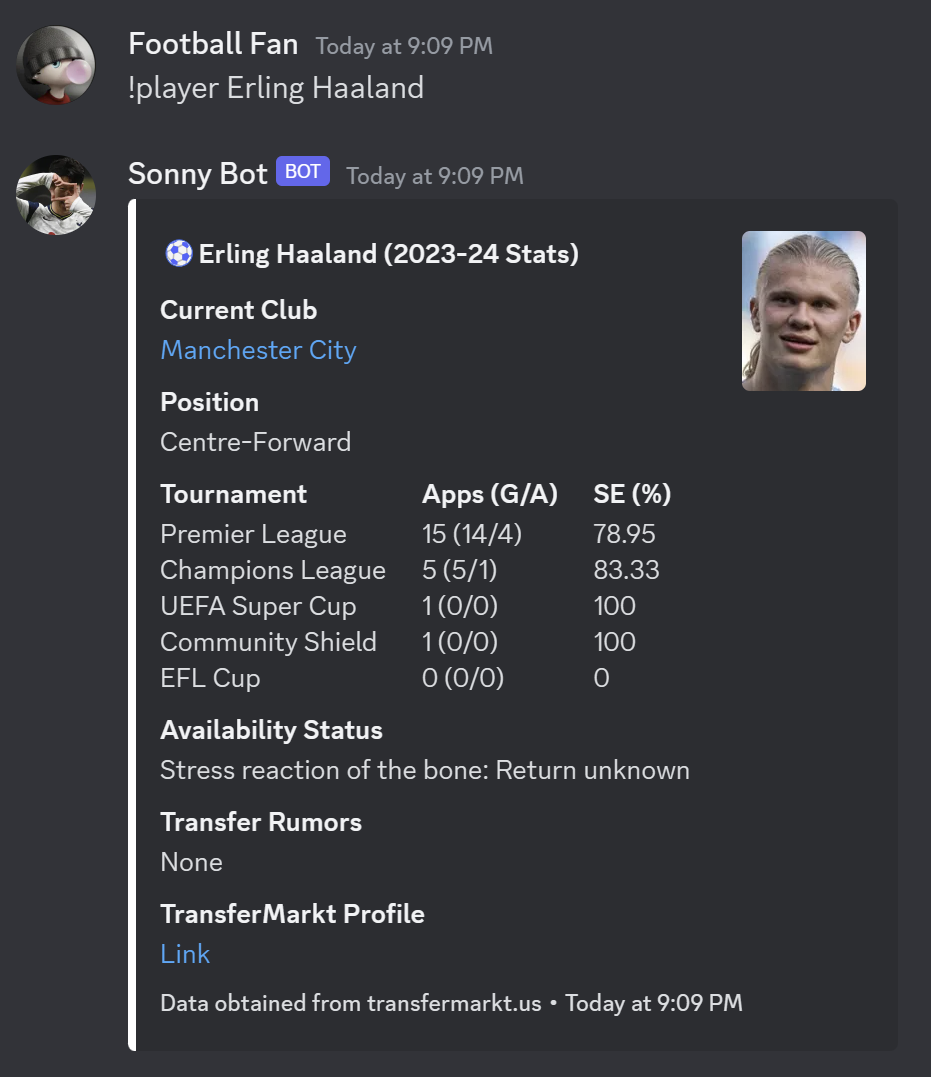 Football Fan Today at 9:09 PM
!player Erling Haaland
Sonny Bot BOT Today at 9:09 PM
⚽ Erling Haaland (2023-24 Stats)
Current Club
Manchester City
Position
Centre-Forward
Tournament Apps (G/A) SE (%)
Premier League 15 (14/4) 78.95
Champions League 5 (5/1) 83.33
UEFA Super Cup 1 (0/0) 100
Community Shield 1 (0/0) 100
EFL Cup 0 (0/0) 0
Availability Status
Stress reaction of the bone: Return unknown
Transfer Rumors
None
TransferMarkt Profile
Link
Data obtained from transfermarkt.us • Today at 9:09 PM